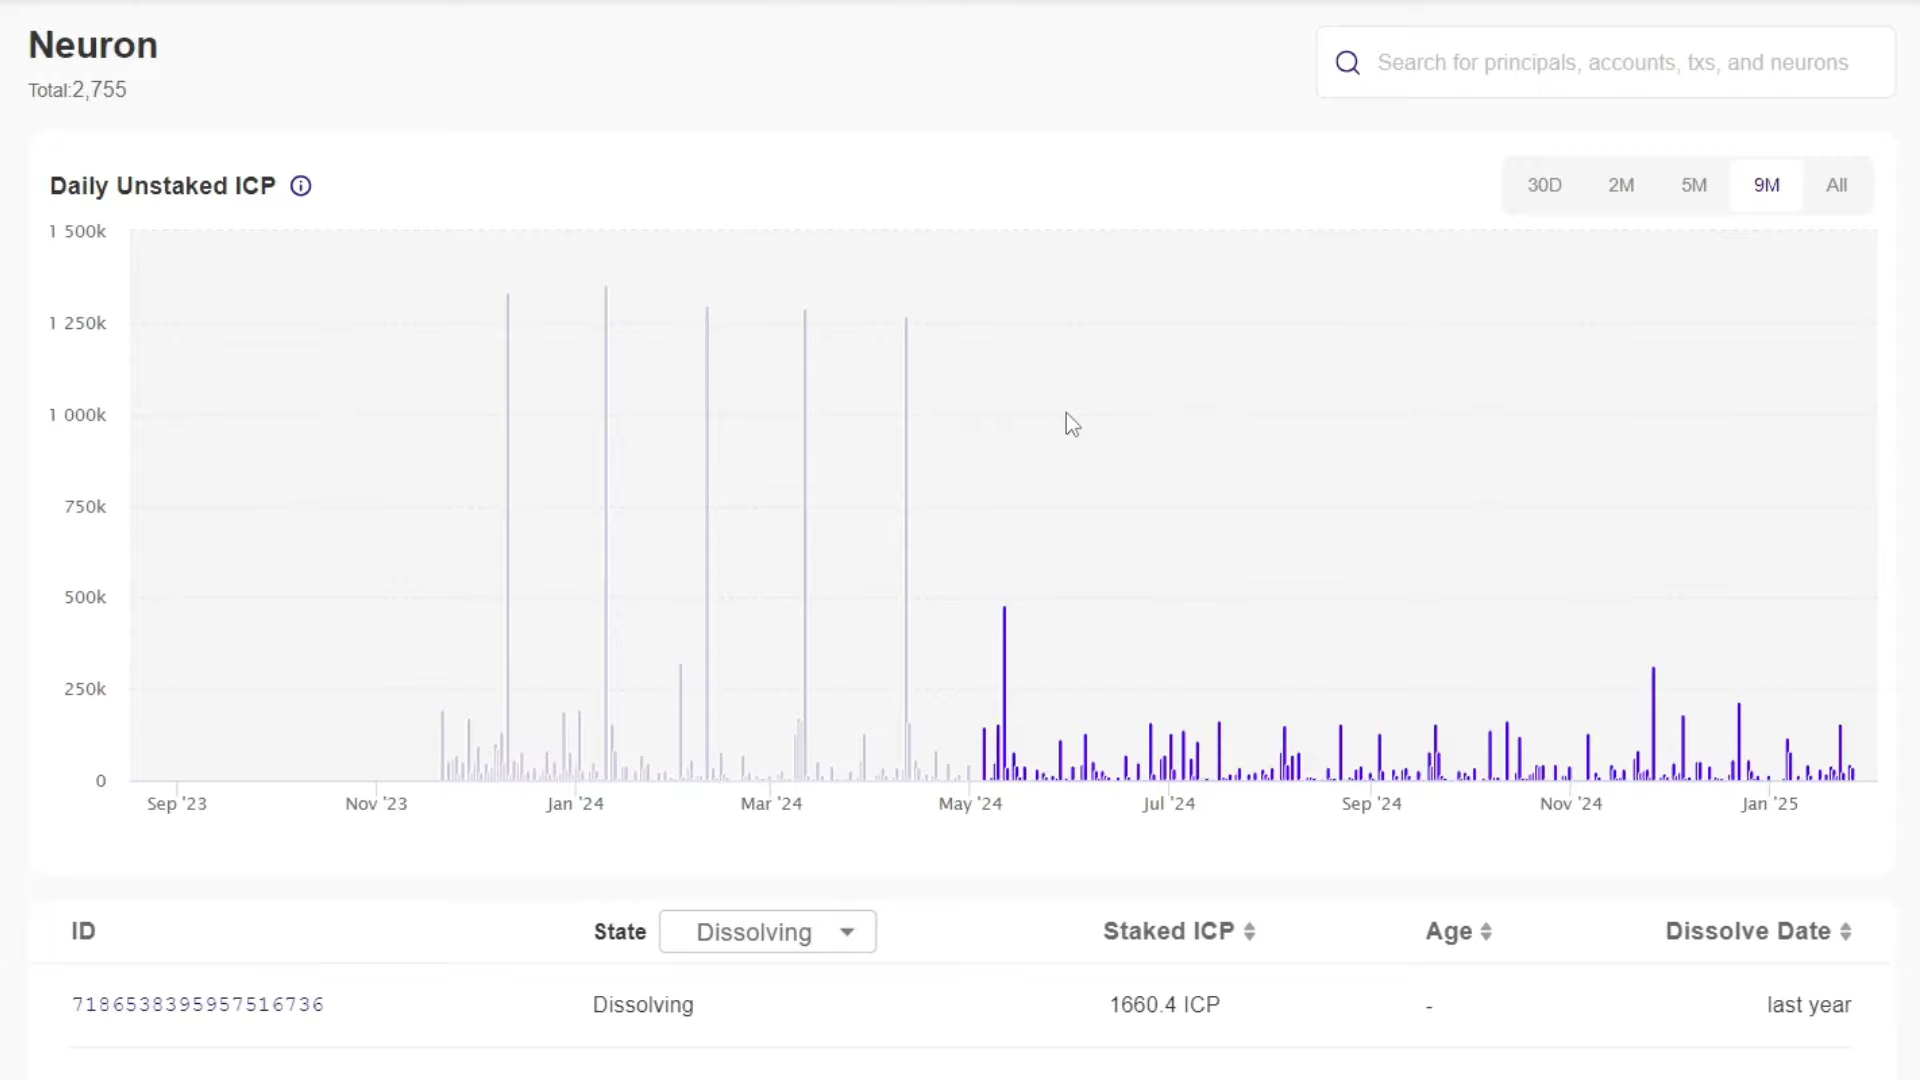 Neuron
Search for principals, accounts, txs, and neurons
Total:2,755
Daily Unstaked ICP
30D 2M 5M 9M All
1 500k
1 250k
1 000k
750k
500k
250k
0
Sep '23 Nov '23 Jan '24 Mar '24 May '24 Jul '24 Sep '24 Nov '24 Jan '25
ID State Dissolving Staked ICP Age Dissolve Date
7186538395957516736 Dissolving 1660.4 ICP - last year